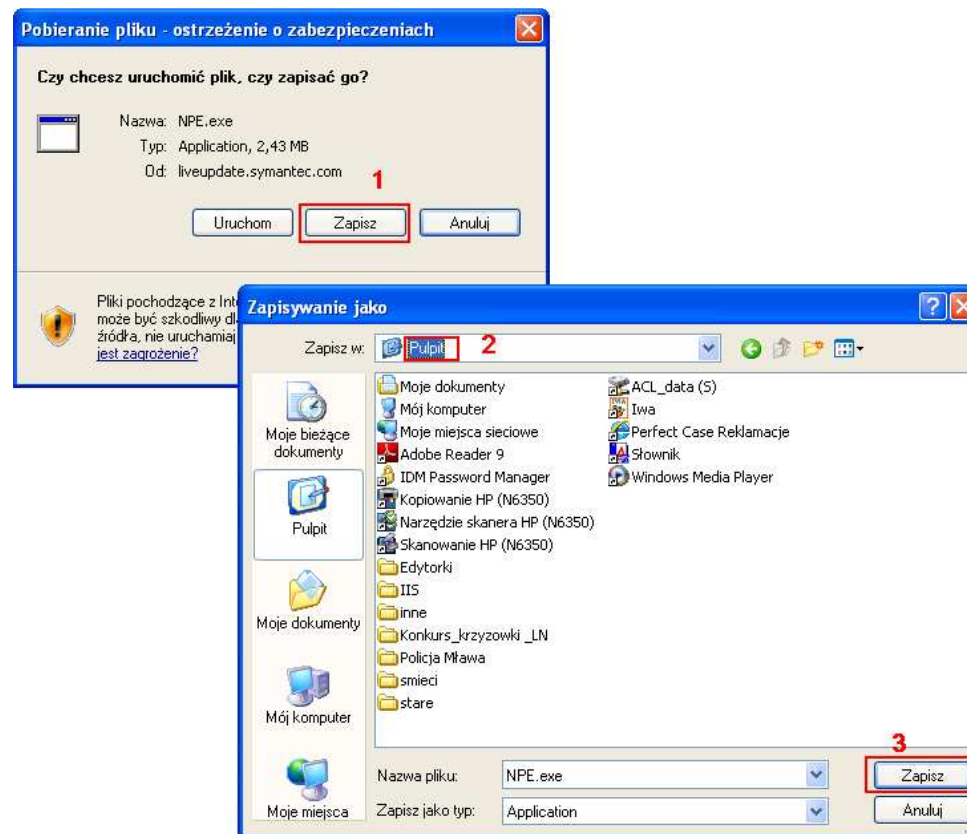 Pobieranie pliku - ostrzeżenie o zabezpieczeniach
Czy chcesz uruchomić plik, czy zapisać go?
Nazwa: NPE.exe
Typ: Application, 2,43 MB
Od: liveupdate.symantec.com
1
Uruchom Zapisz Anuluj
Pliki pochodzące z
może być szkodliwy
źródła, nie uruchamiaj
jest zagrożenie?
Zapisywanie jako
Zapisz w: Pulpit 2
Moje bieżące dokumenty
Pulpit
Moje dokumenty
Mój komputer
Moje miejsca
Moje dokumenty
Mój komputer
Moje miejsca sieciowe
Adobe Reader 9
IDM Password Manager
Kopiowanie HP (N6350)
Narzędzie skanera HP (N6350)
Skanowanie HP (N6350)
Edytorki
IIS
inne
Konkurs_krzyzowki _LN
Policja Mława
smieci
stare
ACL_data (S)
Iwa
Perfect Case Reklamacje
Słownik
Windows Media Player
3
Nazwa pliku: NPE.exe Zapisz
Zapisz jako typ: Application Anuluj